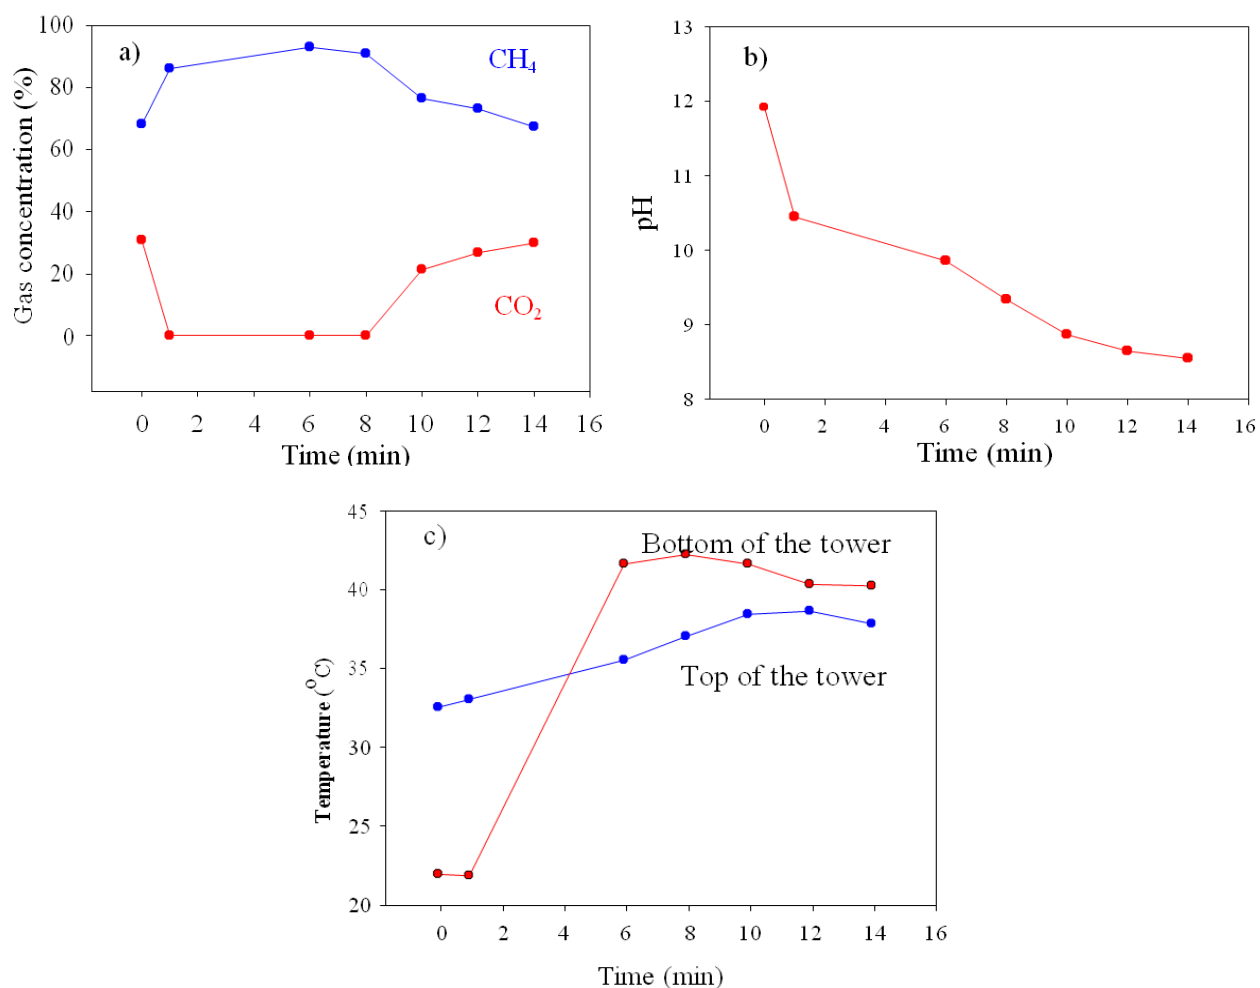 a)
CH₄
CO₂
Gas concentration (%)
100
80
60
40
20
0
0 2 4 6 8 10 12 14 16
Time (min)
b)
pH
13
12
11
10
9
8
0 2 4 6 8 10 12 14 16
Time (min)
c)
Bottom of the tower
Top of the tower
Temperature (°C)
45
40
35
30
25
20
0 2 4 6 8 10 12 14 16
Time (min)